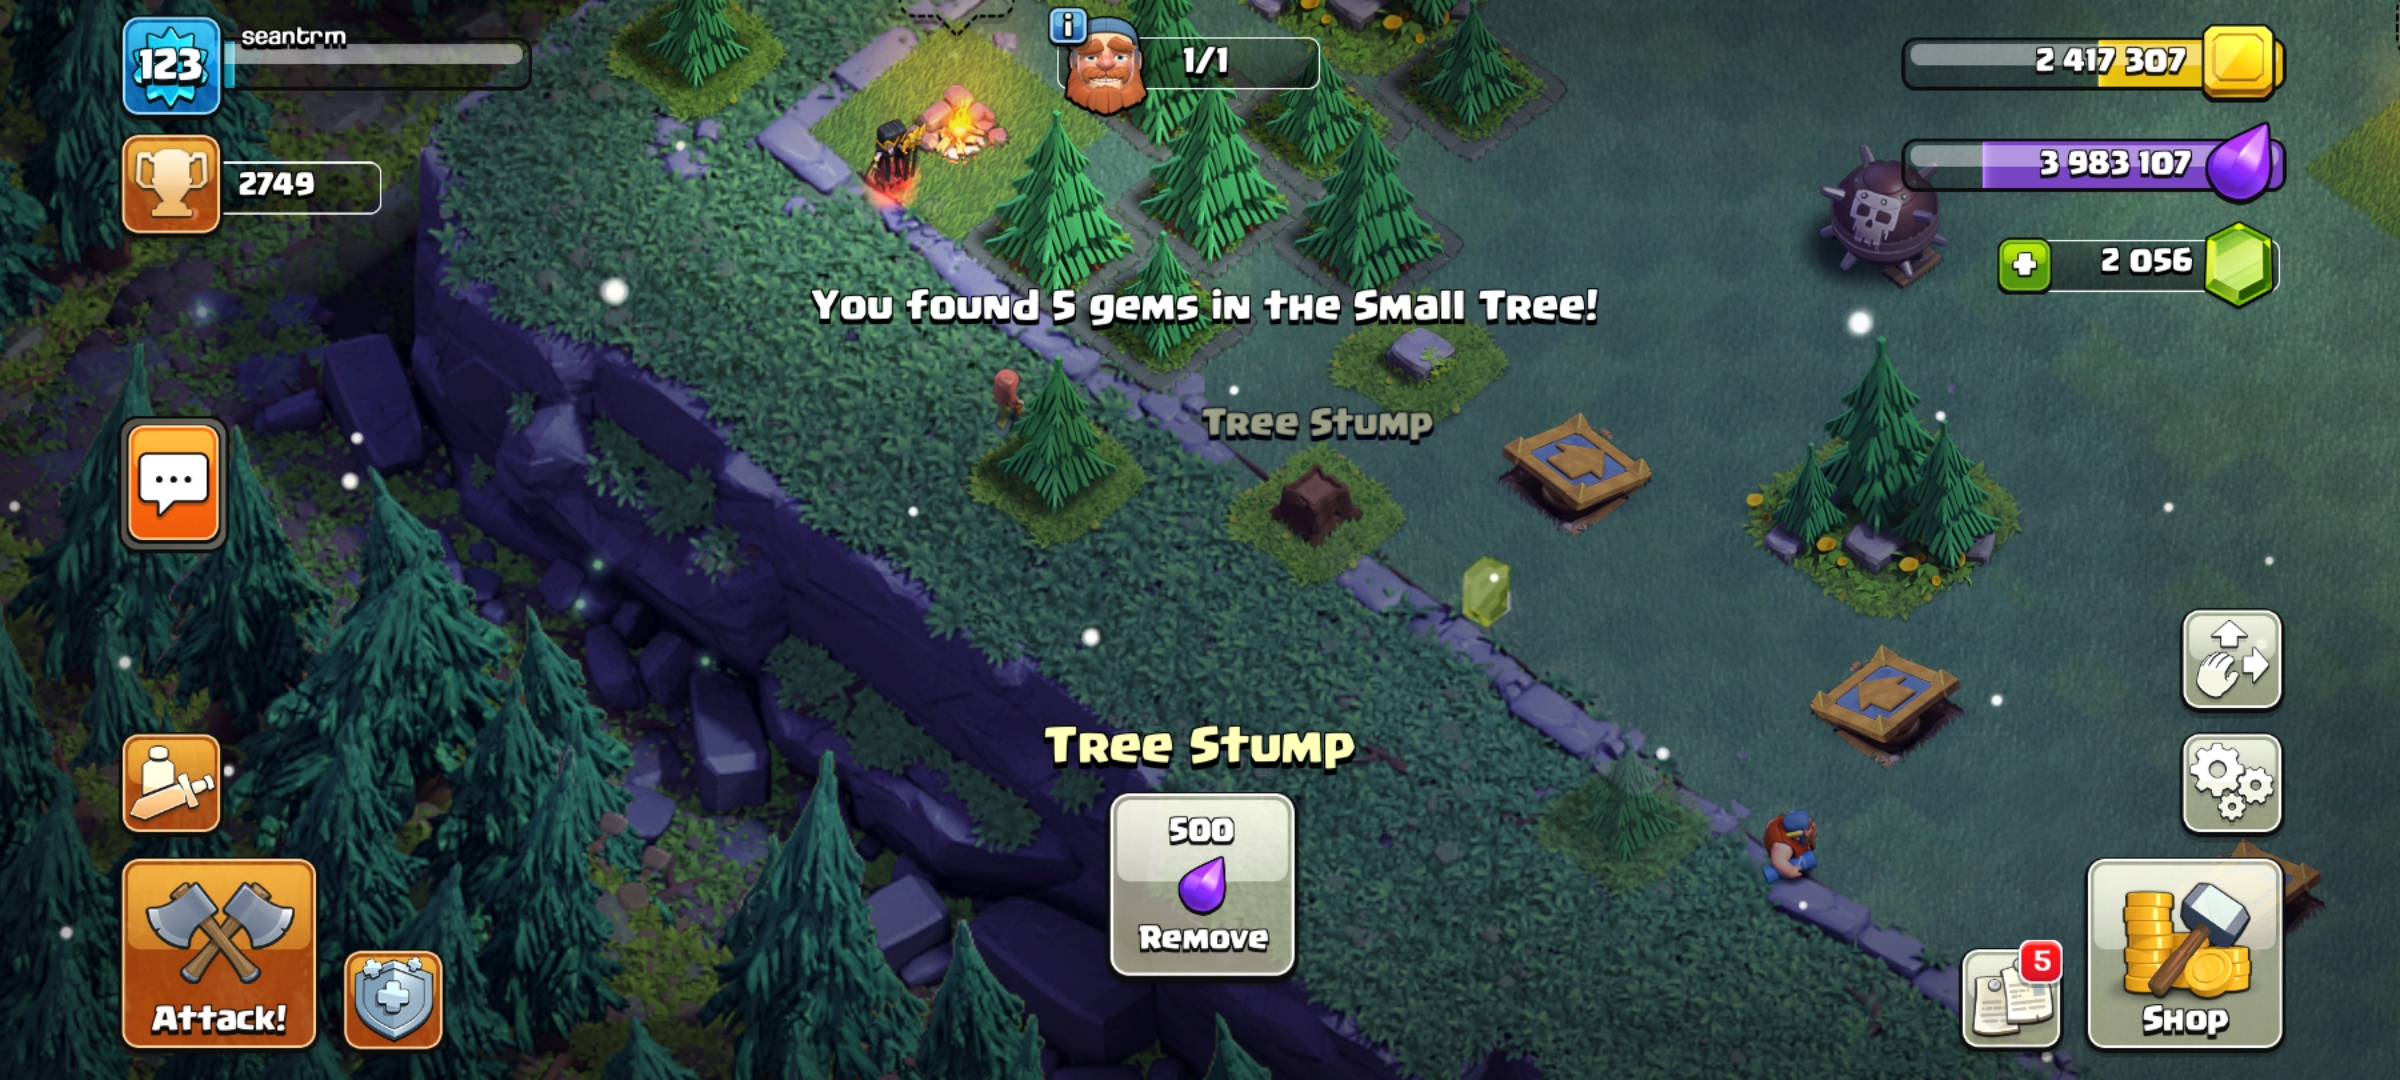 123
seantrm
i
1/1
2 417 307
2749
3 983 107
2 056
You found 5 gems in the Small Tree!
Tree Stump
Tree Stump
500
Remove
Attack!
5
Shop